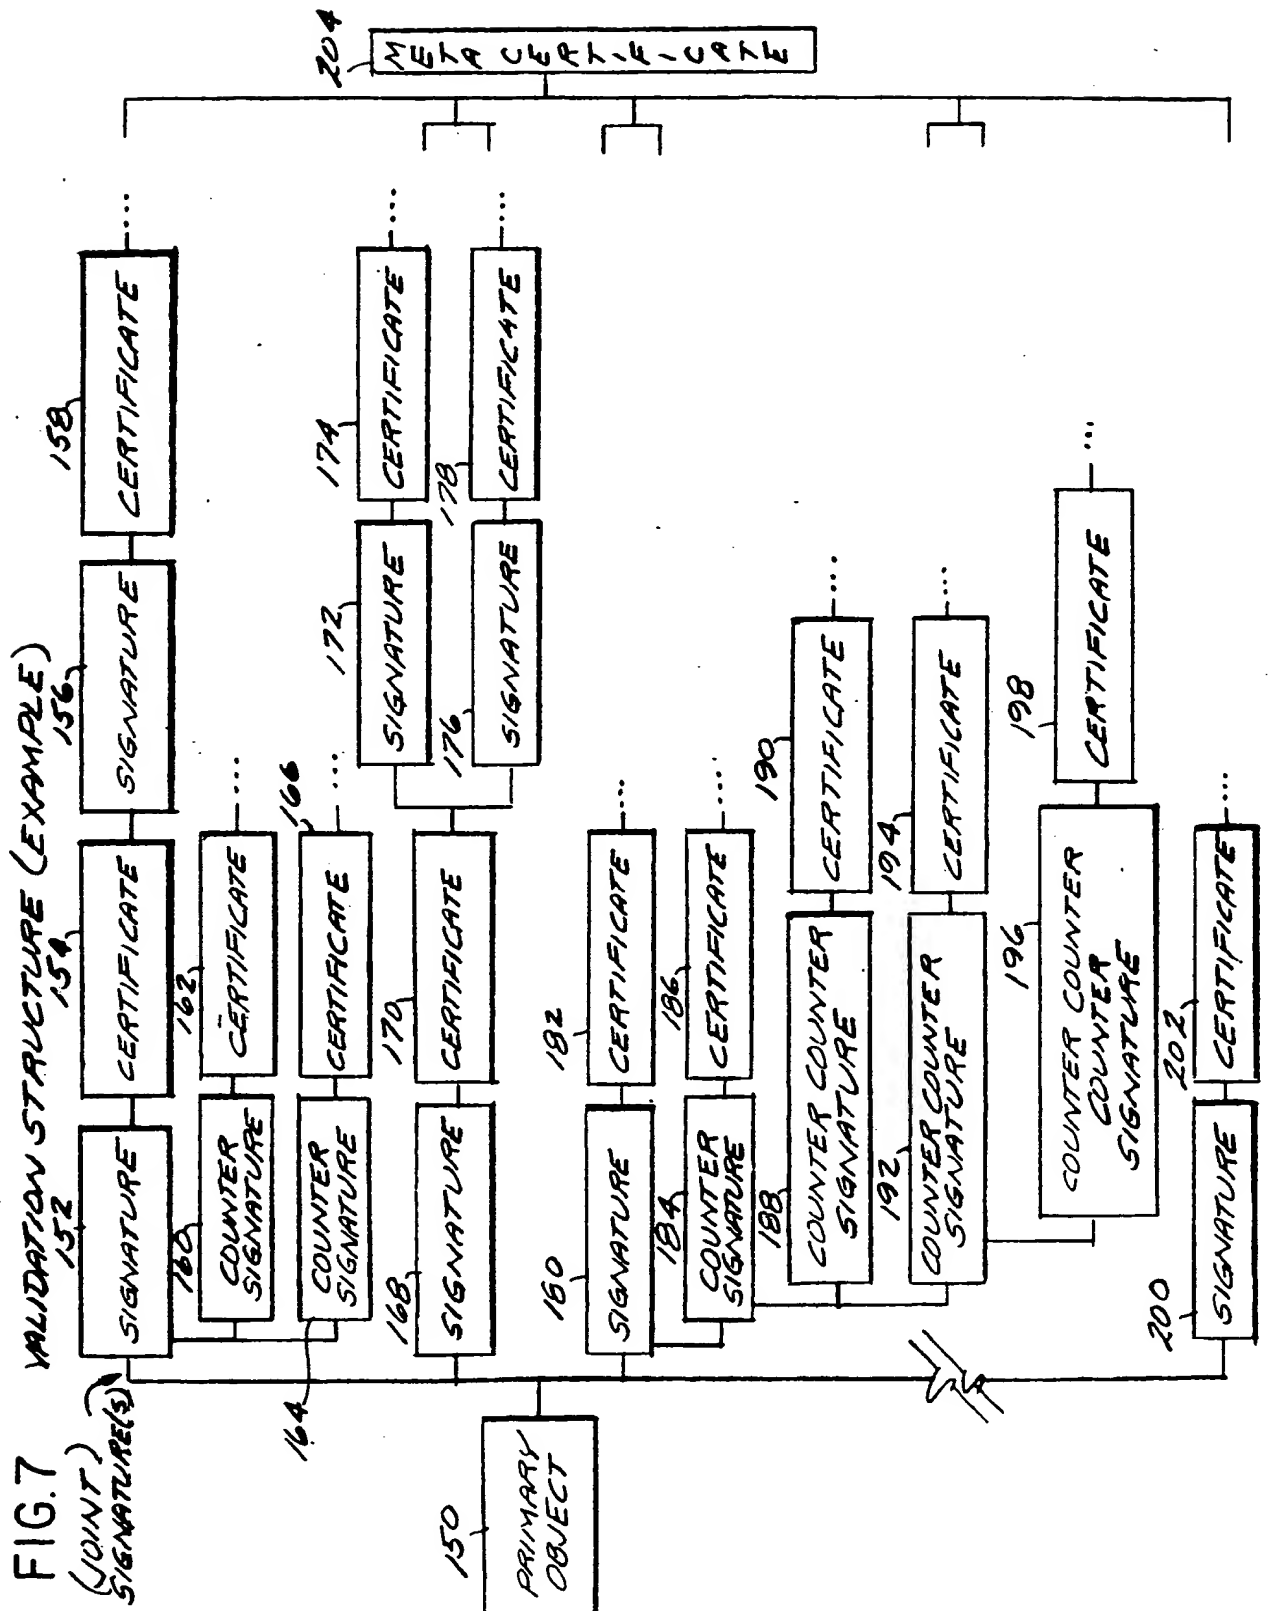 FIG. 7
VALIDATION STRUCTURE (EXAMPLE)
(JOINT)
SIGNATURE(S)
150
PRIMARY
OBJECT
152
SIGNATURE
154
CERTIFICATE
156
SIGNATURE
158
CERTIFICATE
....
160
COUNTER
SIGNATURE
162
CERTIFICATE
....
164
COUNTER
SIGNATURE
166
CERTIFICATE
....
168
SIGNATURE
170
CERTIFICATE
172
SIGNATURE
174
CERTIFICATE
....
176
SIGNATURE
178
CERTIFICATE
....
180
SIGNATURE
182
CERTIFICATE
....
184
COUNTER
SIGNATURE
186
CERTIFICATE
....
188
COUNTER COUNTER
SIGNATURE
190
CERTIFICATE
....
192
COUNTER COUNTER
SIGNATURE
194
CERTIFICATE
....
196
COUNTER COUNTER
COUNTER
SIGNATURE
198
CERTIFICATE
...
200
SIGNATURE
202
CERTIFICATE
....
204
META CERTIFICATE